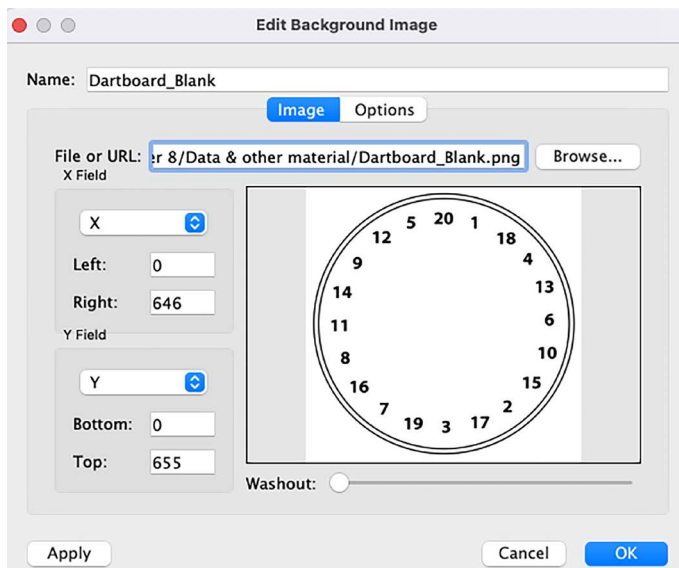 Edit Background Image
Name: Dartboard_Blank
Image Options
File or URL: er 8/Data & other material/Dartboard_Blank.png Browse...
X Field
X
Left: 0
Right: 646
Y Field
Y
Bottom: 0
Top: 655
20
5 1
12 18
9 4
14 13
11 6
8 10
16 15
7 2
19 3 17
Washout:
Apply Cancel OK